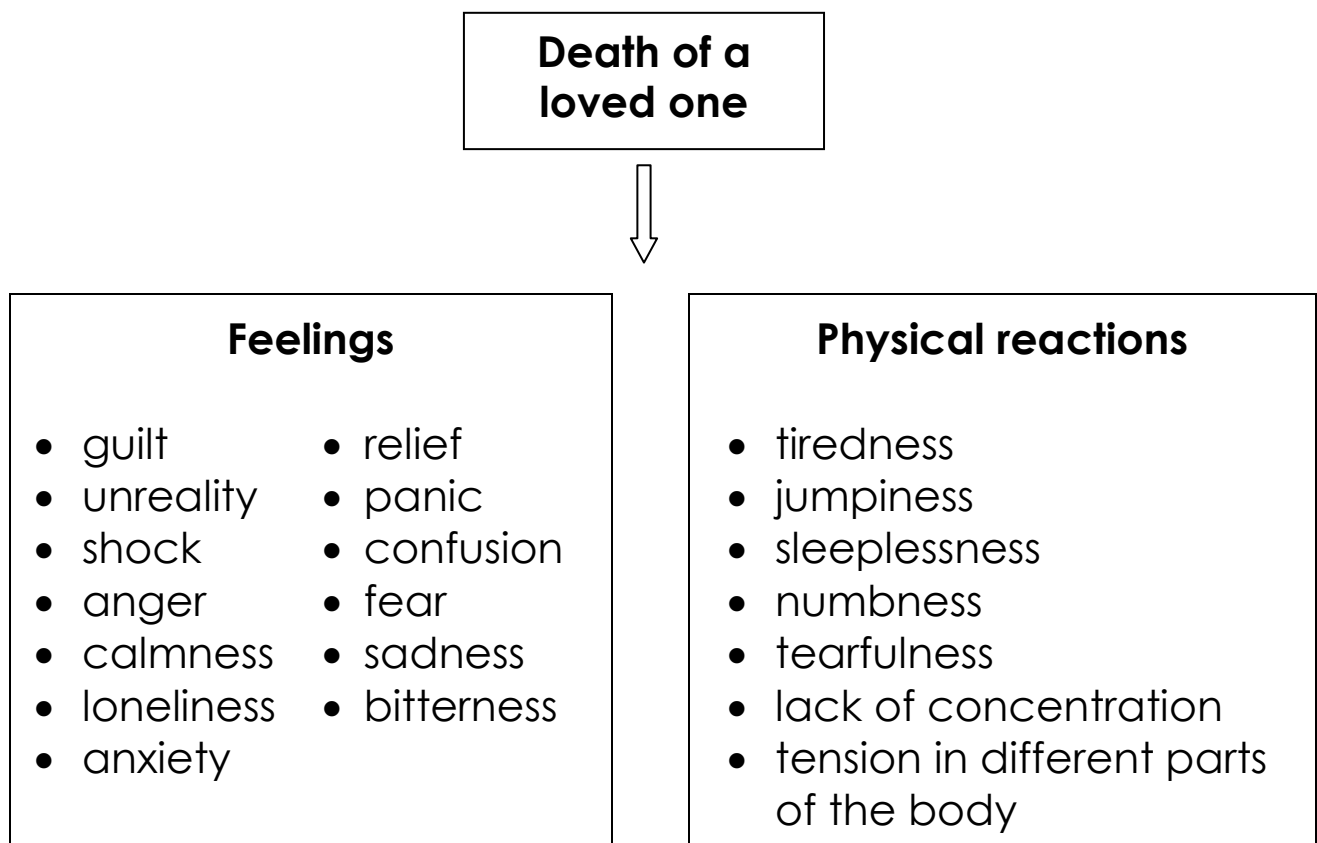 Death of a
loved one
Feelings
• guilt
• unreality
• shock
• anger
• calmness
• loneliness
• anxiety
• relief
• panic
• confusion
• fear
• sadness
• bitterness
Physical reactions
• tiredness
• jumpiness
• sleeplessness
• numbness
• tearfulness
• lack of concentration
• tension in different parts
of the body